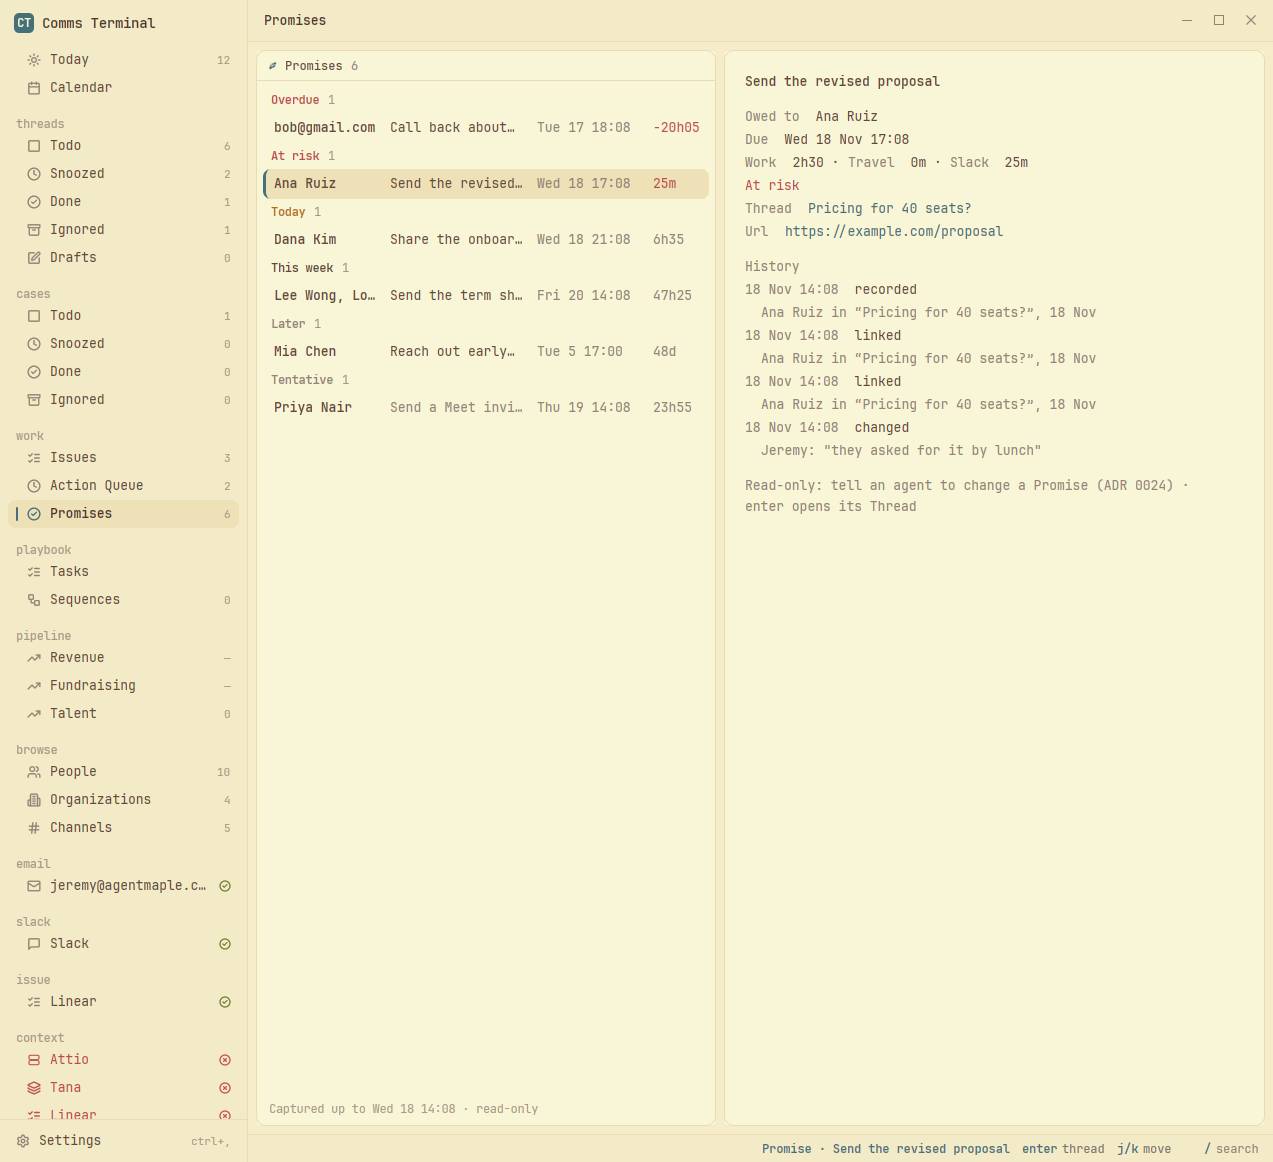 CT Comms Terminal
Today 12
Calendar
threads
Todo 6
Snoozed 2
Done 1
Ignored 1
Drafts 0
cases
Todo 1
Snoozed 0
Done 0
Ignored 0
work
Issues 3
Action Queue 2
Promises 6
playbook
Tasks
Sequences 0
pipeline
Revenue —
Fundraising —
Talent 0
browse
People 10
Organizations 4
Channels 5
email
jeremy@agentmaple.c…
slack
Slack
issue
Linear
context
Attio
Tana
Linear
Settings ctrl+,
Promises
Promises 6
Overdue 1
bob@gmail.com Call back about… Tue 17 18:08 -20h05
At risk 1
Ana Ruiz Send the revised… Wed 18 17:08 25m
Today 1
Dana Kim Share the onboar… Wed 18 21:08 6h35
This week 1
Lee Wong, Lo… Send the term sh… Fri 20 14:08 47h25
Later 1
Mia Chen Reach out early… Tue 5 17:00 48d
Tentative 1
Priya Nair Send a Meet invi… Thu 19 14:08 23h55
Captured up to Wed 18 14:08 · read-only
Send the revised proposal
Owed to Ana Ruiz
Due Wed 18 Nov 17:08
Work 2h30 · Travel 0m · Slack 25m
At risk
Thread Pricing for 40 seats?
Url https://example.com/proposal
History
18 Nov 14:08 recorded
Ana Ruiz in “Pricing for 40 seats?”, 18 Nov
18 Nov 14:08 linked
Ana Ruiz in “Pricing for 40 seats?”, 18 Nov
18 Nov 14:08 linked
Ana Ruiz in “Pricing for 40 seats?”, 18 Nov
18 Nov 14:08 changed
Jeremy: "they asked for it by lunch"
Read-only: tell an agent to change a Promise (ADR 0024) ·
enter opens its Thread
Promise · Send the revised proposal enter thread j/k move / search